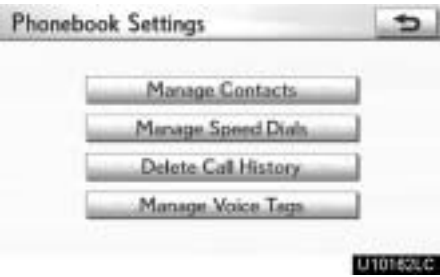 Phonebook Settings
Manage Contacts
Manage Speed Dials
Delete Call History
Manage Voice Tags
U10162LC